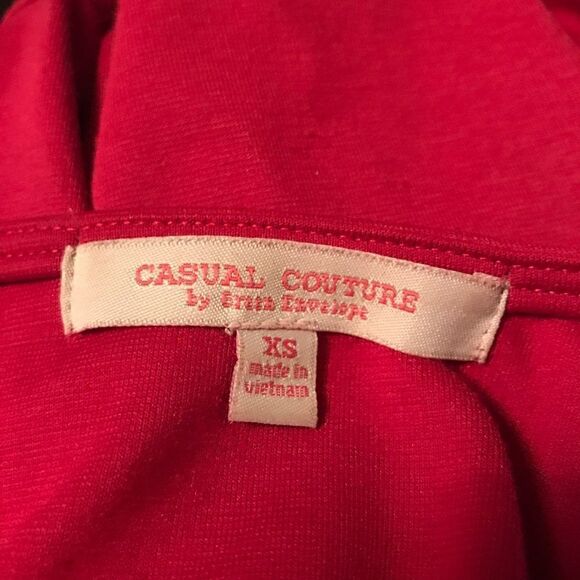 CASUAL COUTURE
by Green Envelope
XS
made in
vietnam